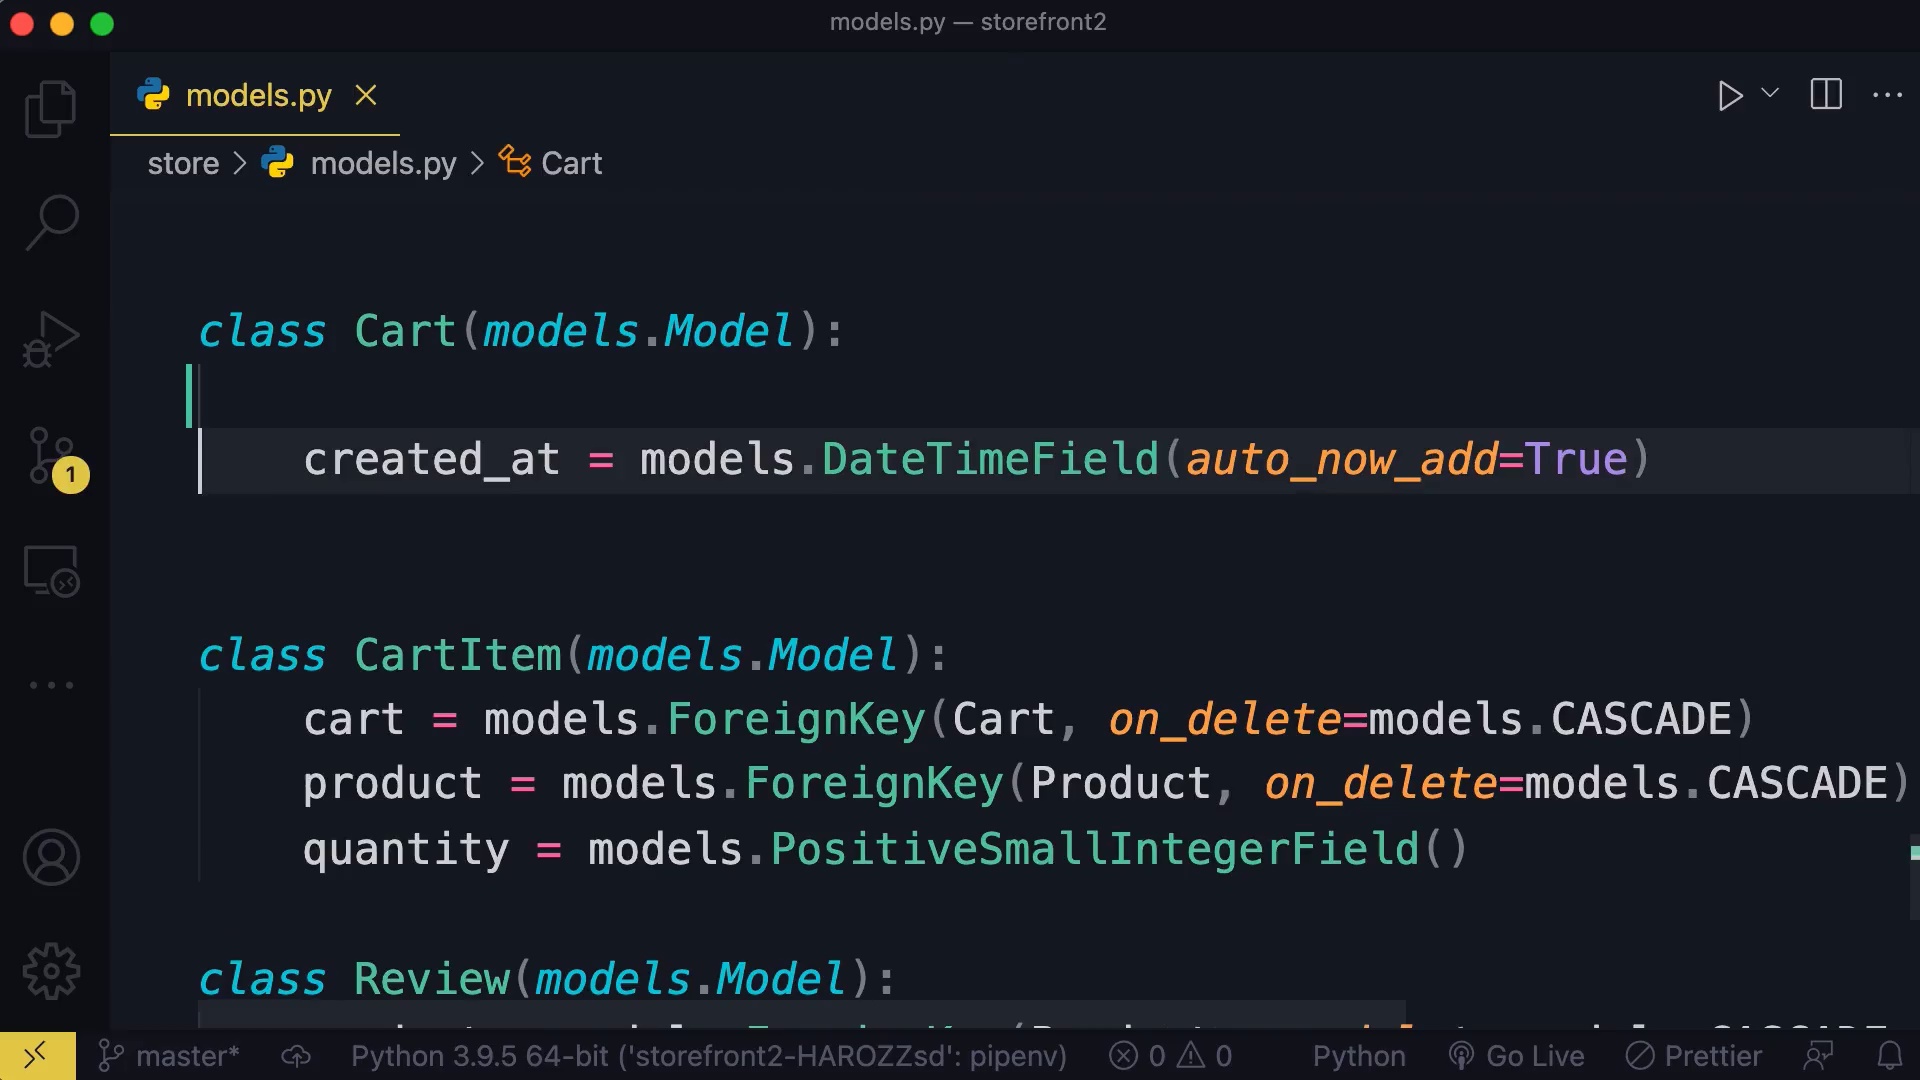 models.py — storefront2
models.py
store > models.py > Cart
class Cart(models.Model):
created_at = models.DateTimeField(auto_now_add=True)
class CartItem(models.Model):
cart = models.ForeignKey(Cart, on_delete=models.CASCADE)
product = models.ForeignKey(Product, on_delete=models.CASCADE)
quantity = models.PositiveSmallIntegerField()
class Review(models.Model):
1
master* Python 3.9.5 64-bit ('storefront2-HAROZZsd': pipenv) 0 0 Python Go Live Prettier